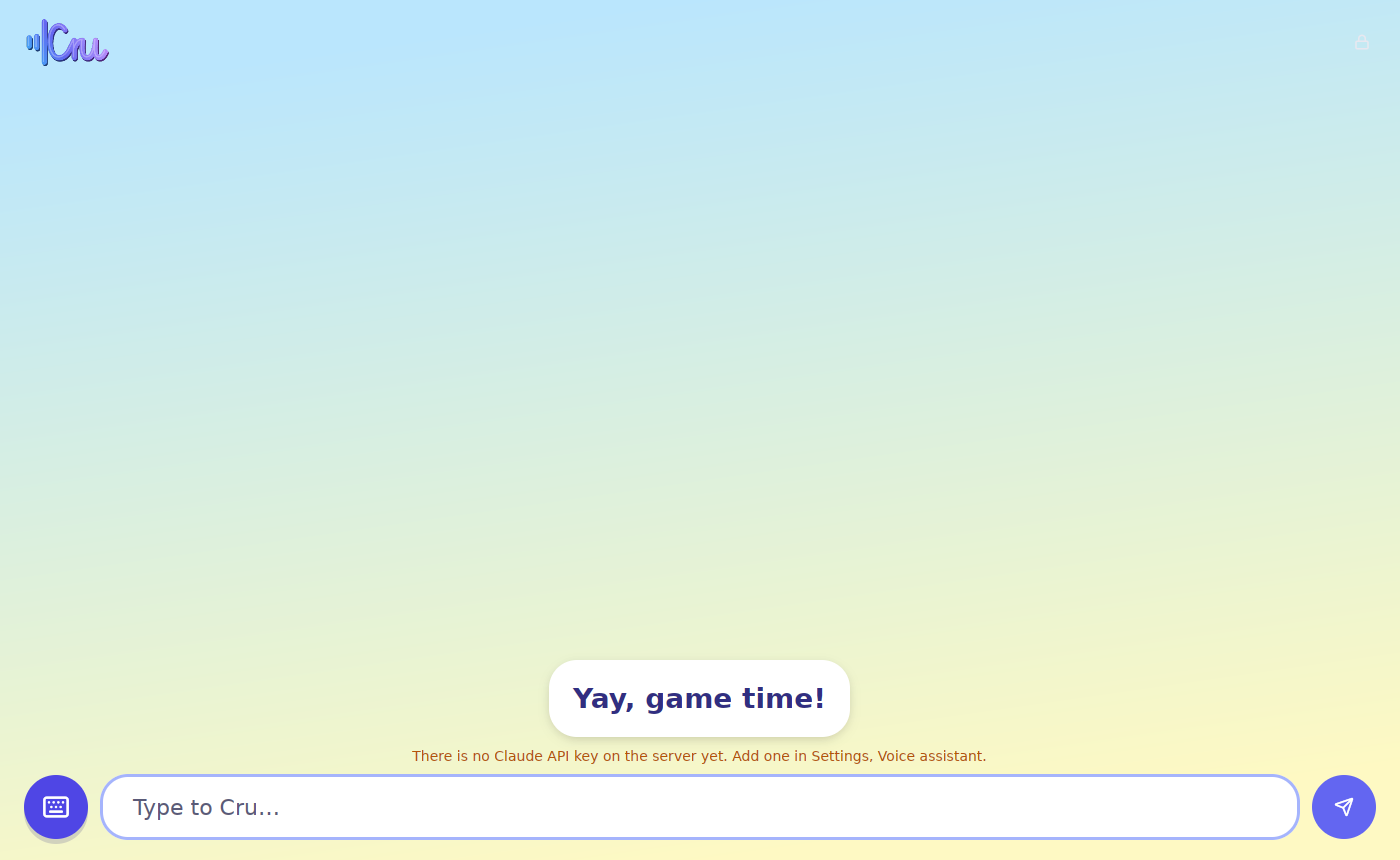 Cru
Yay, game time!
There is no Claude API key on the server yet. Add one in Settings, Voice assistant.
Type to Cru...